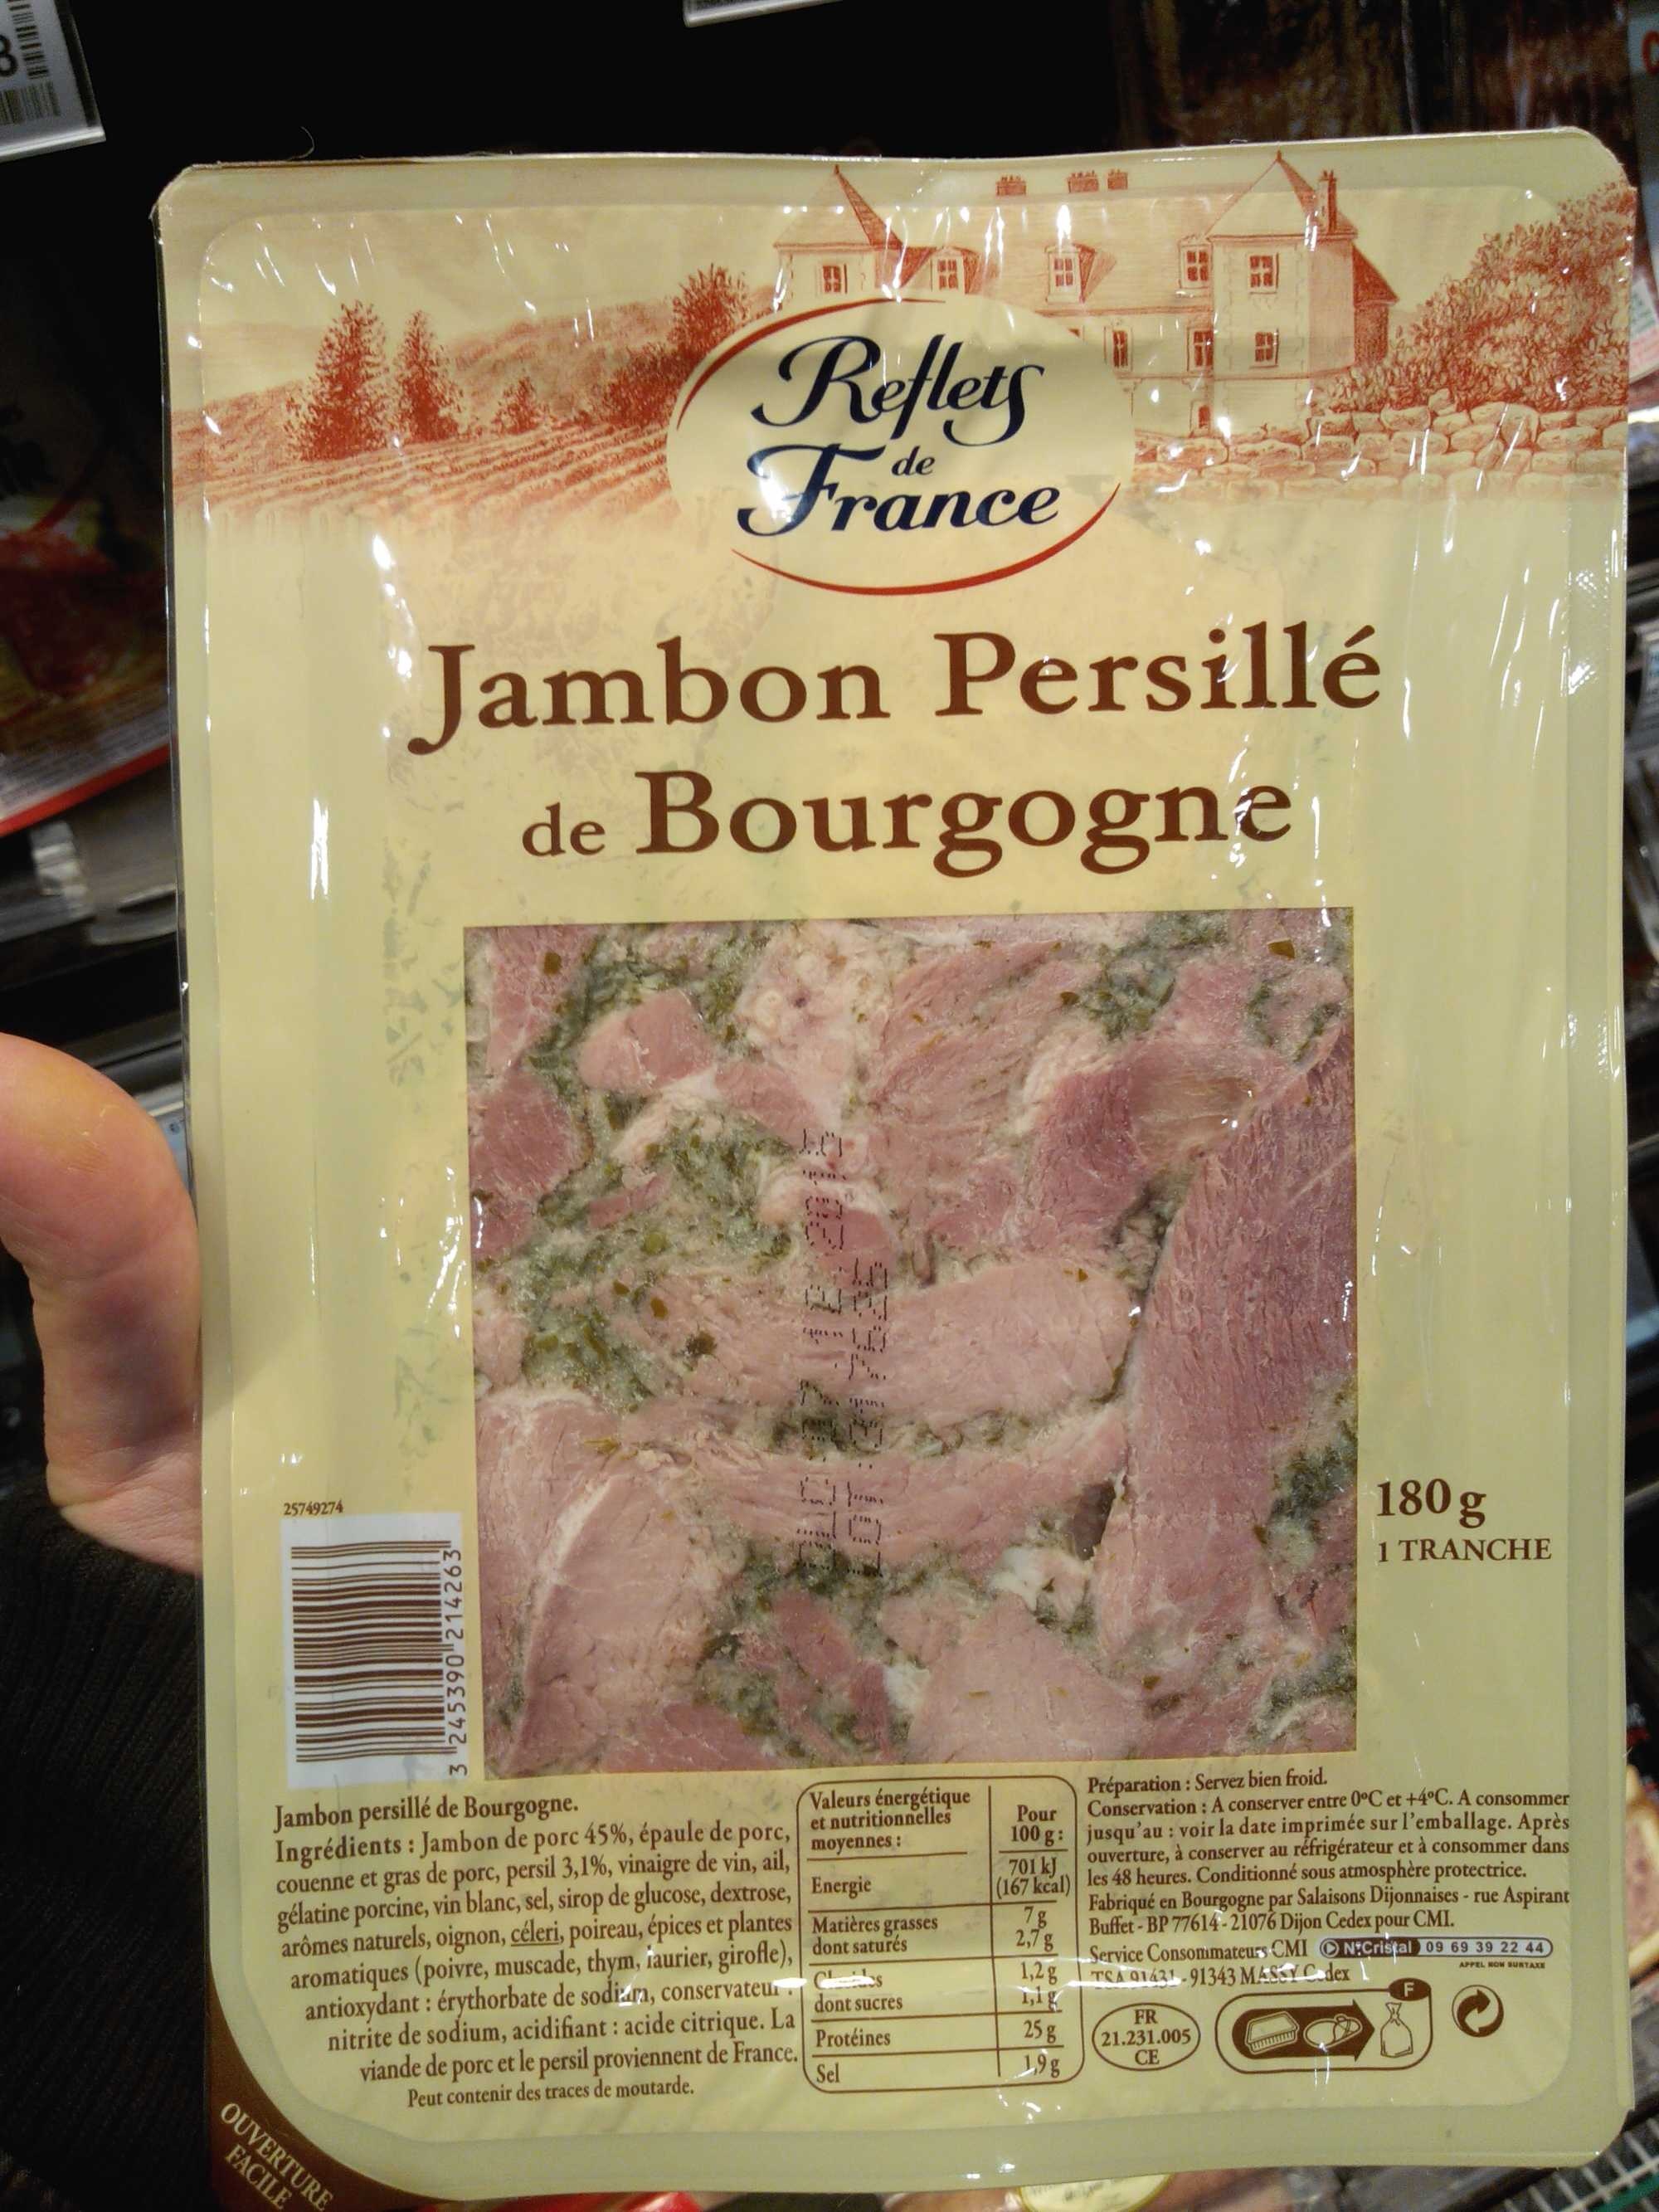 Reflets
de
France
Jambon Persillé
de Bourgogne
25749274
3 245390 214263
180 g
1 TRANCHE
Jambon persillé de Bourgogne.
Ingrédients : Jambon de porc 45%, épaule de porc,
couenne et gras de porc, persil 3,1%, vinaigre de vin, ail,
gélatine porcine, vin blanc, sel, sirop de glucose, dextrose,
arômes naturels, oignon, céleri, poireau, épices et plantes
aromatiques (poivre, muscade, thym, laurier, girofle),
antioxydant : érythorbate de sodium, conservateur :
nitrite de sodium, acidifiant : acide citrique. La
viande de porc et le persil proviennent de France.
Peut contenir des traces de moutarde.
OUVERTURE
FACILE
Valeurs énergétique
et nutritionnelles
moyennes :
Pour
100 g :
Energie
701 kJ
(167 kcal)
Matières grasses 7 g
dont saturés 2,7 g
Glucides 1,2 g
dont sucres 1,1 g
Protéines 25 g
Sel 1,9 g
Préparation : Servez bien froid.
Conservation : A conserver entre 0°C et +4°C. A consommer
jusqu'au : voir la date imprimée sur l'emballage. Après
ouverture, à conserver au réfrigérateur et à consommer dans
les 48 heures. Conditionné sous atmosphère protectrice.
Fabriqué en Bourgogne par Salaisons Dijonnaises - rue Aspirant
Buffet - BP 77614 - 21076 Dijon Cedex pour CMI.
Service Consommateurs CMI N°Cristal 09 69 39 22 44
APPEL NON SURTAXE
TSA 91431 - 91343 MASSY Cedex
FR
21.231.005
CE
F